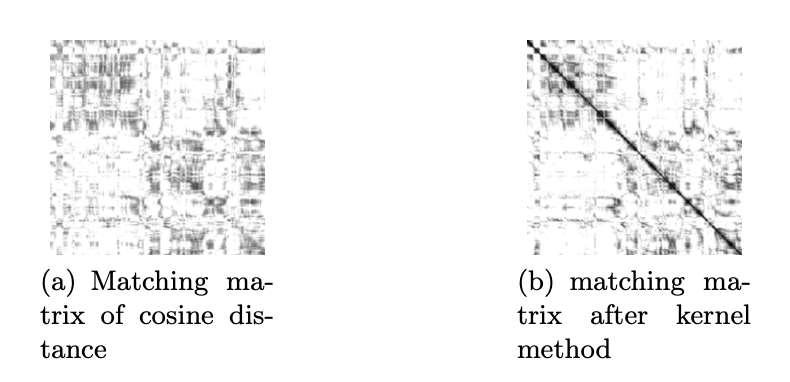 (a) Matching ma-
trix of cosine dis-
tance
(b) matching ma-
trix after kernel
method